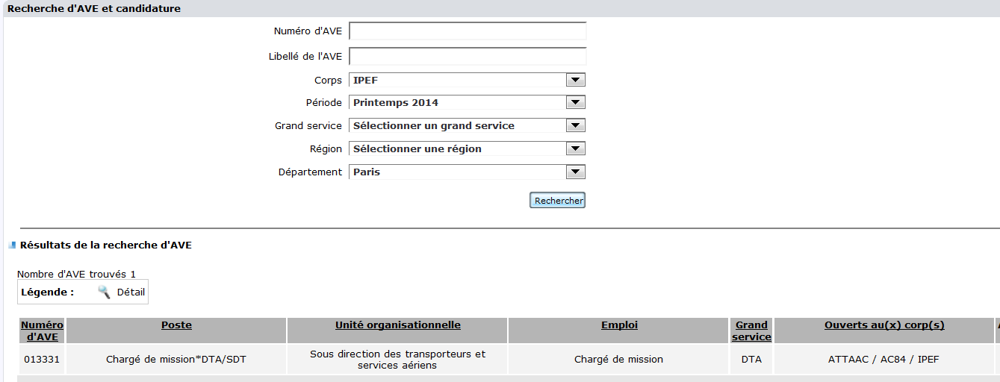 Recherche d'AVE et candidature
Numéro d'AVE
Libellé de l'AVE
Corps IPEF
Période Printemps 2014
Grand service Sélectionner un grand service
Région Sélectionner une région
Département Paris
Rechercher
Résultats de la recherche d'AVE
Nombre d'AVE trouvés 1
Légende : Détail
Numéro d'AVE Poste Unité organisationnelle Emploi Grand service Ouverts au(x) corp(s)
013331 Chargé de mission*DTA/SDT Sous direction des transporteurs et services aériens Chargé de mission DTA ATTAAC / AC84 / IPEF